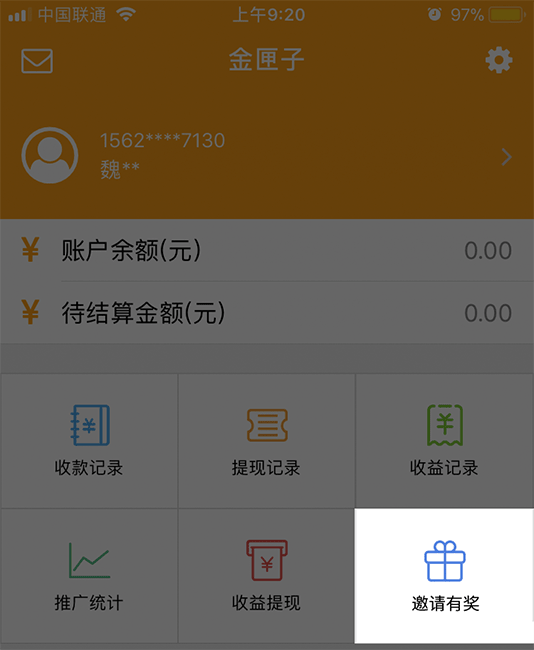 中国联通 上午9:20 97%
金匣子
1562****7130
魏**
¥ 账户余额(元) 0.00
¥ 待结算金额(元) 0.00
收款记录 提现记录 收益记录
推广统计 收益提现 邀请有奖